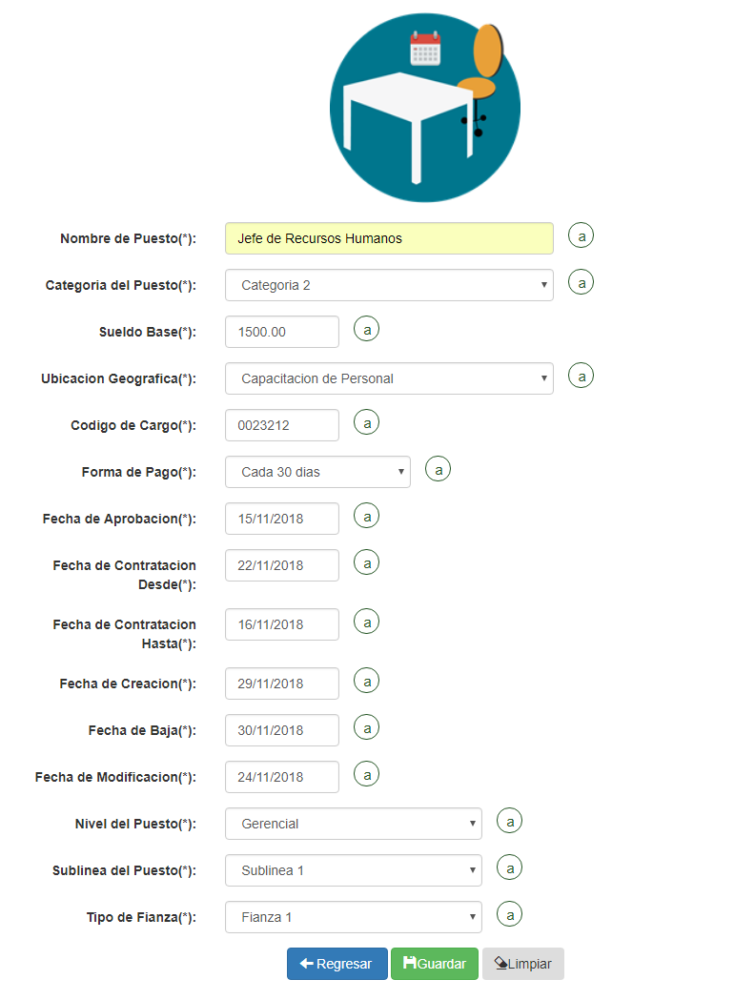 Nombre de Puesto(*): Jefe de Recursos Humanos a
Categoria del Puesto(*): Categoria 2 a
Sueldo Base(*): 1500.00 a
Ubicacion Geografica(*): Capacitacion de Personal a
Codigo de Cargo(*): 0023212 a
Forma de Pago(*): Cada 30 dias a
Fecha de Aprobacion(*): 15/11/2018 a
Fecha de Contratacion 22/11/2018 a
Desde(*):
Fecha de Contratacion 16/11/2018 a
Hasta(*):
Fecha de Creacion(*): 29/11/2018 a
Fecha de Baja(*): 30/11/2018 a
Fecha de Modificacion(*): 24/11/2018 a
Nivel del Puesto(*): Gerencial a
Sublinea del Puesto(*): Sublinea 1 a
Tipo de Fianza(*): Fianza 1 a
Regresar Guardar Limpiar